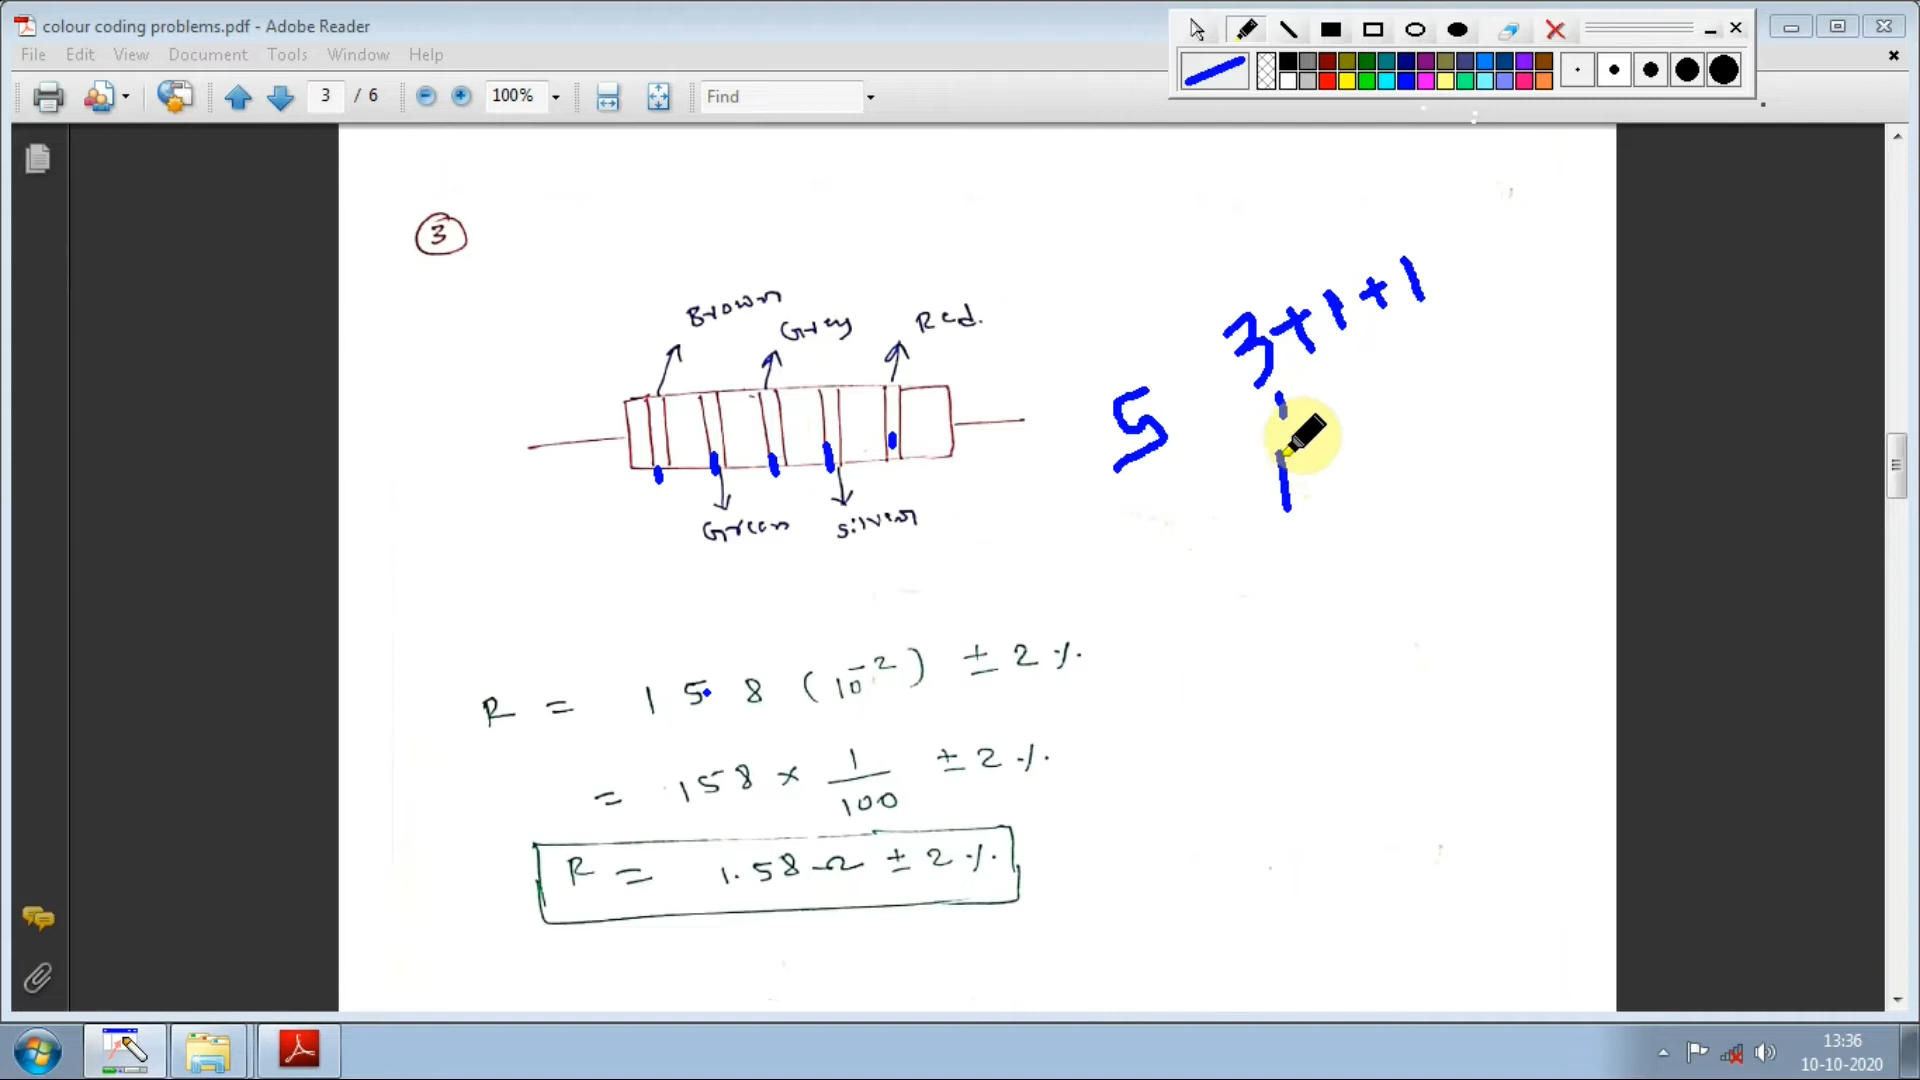 colour coding problems.pdf - Adobe Reader
File Edit View Document Tools Window Help
3 / 6 100% Find
3
Brown
Grey
Red.
3+1+1
5
Green
Silver
R = 1 5 8 (10⁻²) ± 2 %
= 158 × 1/100 ± 2 %
R = 1.58 Ω ± 2 %
13:36
10-10-2020